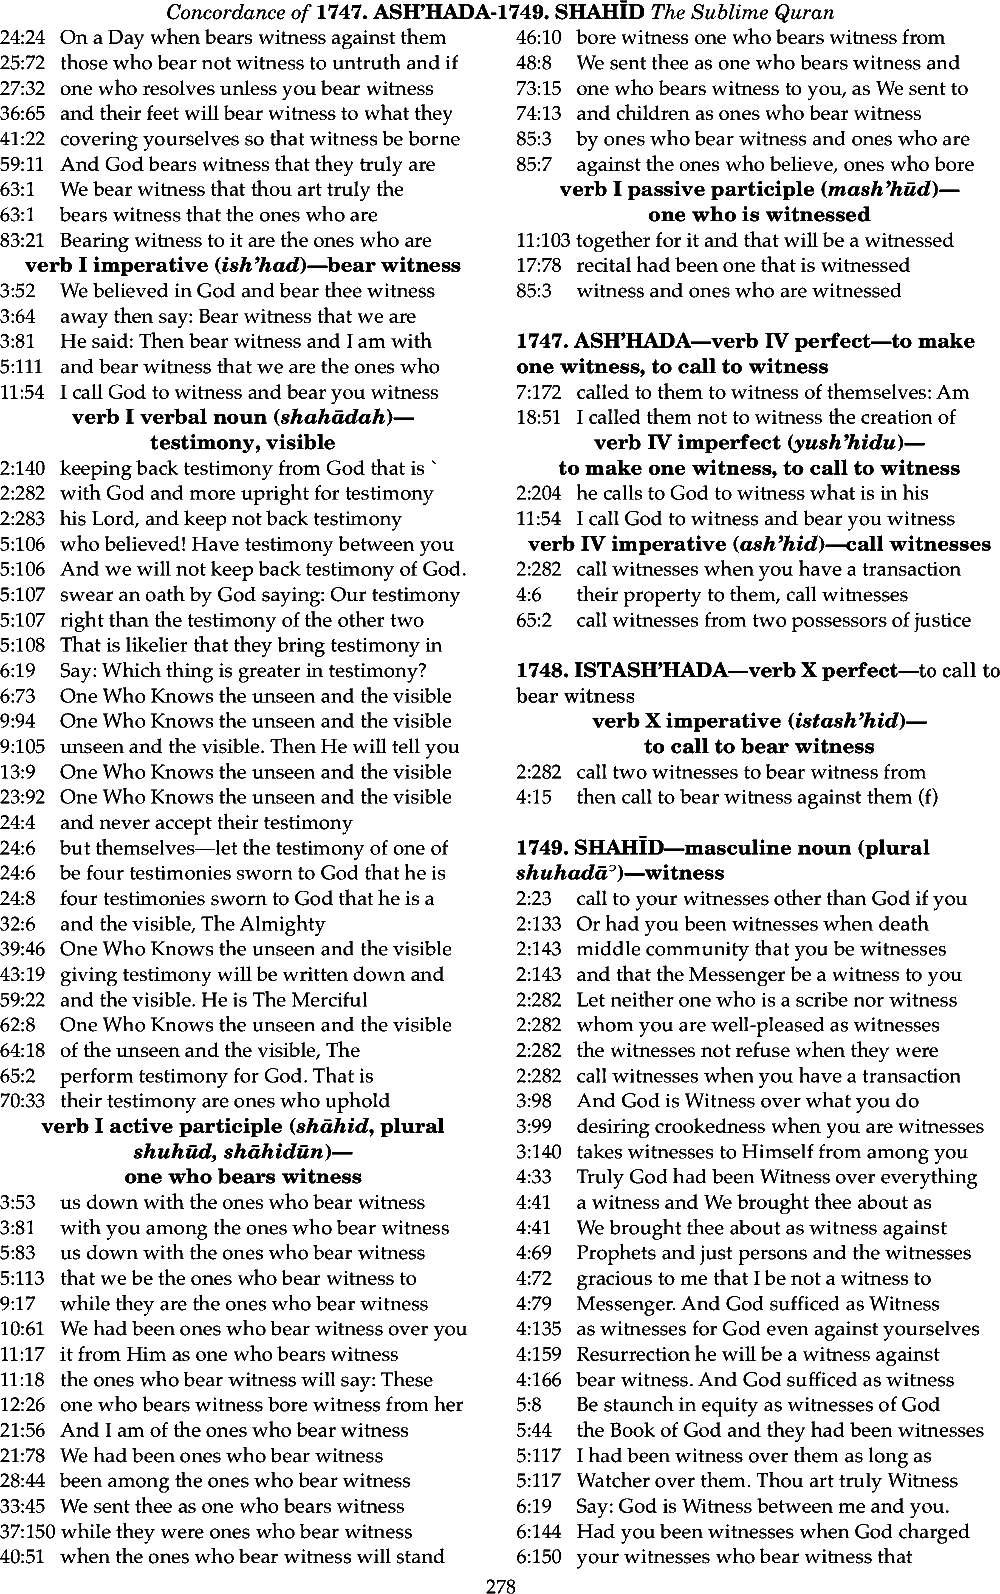 Concordance of 1747. ASH’HADA-1749. SHAHĪD The Sublime Quran
24:24 On a Day when bears witness against them
25:72 those who bear not witness to untruth and if
27:32 one who resolves unless you bear witness
36:65 and their feet will bear witness to what they
41:22 covering yourselves so that witness be borne
59:11 And God bears witness that they truly are
63:1 We bear witness that thou art truly the
63:1 bears witness that the ones who are
83:21 Bearing witness to it are the ones who are
verb I imperative (ish’had)—bear witness
3:52 We believed in God and bear thee witness
3:64 away then say: Bear witness that we are
3:81 He said: Then bear witness and I am with
5:111 and bear witness that we are the ones who
11:54 I call God to witness and bear you witness
verb I verbal noun (shahādah)—
testimony, visible
2:140 keeping back testimony from God that is `
2:282 with God and more upright for testimony
2:283 his Lord, and keep not back testimony
5:106 who believed! Have testimony between you
5:106 And we will not keep back testimony of God.
5:107 swear an oath by God saying: Our testimony
5:107 right than the testimony of the other two
5:108 That is likelier that they bring testimony in
6:19 Say: Which thing is greater in testimony?
6:73 One Who Knows the unseen and the visible
9:94 One Who Knows the unseen and the visible
9:105 unseen and the visible. Then He will tell you
13:9 One Who Knows the unseen and the visible
23:92 One Who Knows the unseen and the visible
24:4 and never accept their testimony
24:6 but themselves—let the testimony of one of
24:6 be four testimonies sworn to God that he is
24:8 four testimonies sworn to God that he is a
32:6 and the visible, The Almighty
39:46 One Who Knows the unseen and the visible
43:19 giving testimony will be written down and
59:22 and the visible. He is The Merciful
62:8 One Who Knows the unseen and the visible
64:18 of the unseen and the visible, The
65:2 perform testimony for God. That is
70:33 their testimony are ones who uphold
verb I active participle (shāhid, plural
shuhūd, shāhidūn)—
one who bears witness
3:53 us down with the ones who bear witness
3:81 with you among the ones who bear witness
5:83 us down with the ones who bear witness
5:113 that we be the ones who bear witness to
9:17 while they are the ones who bear witness
10:61 We had been ones who bear witness over you
11:17 it from Him as one who bears witness
11:18 the ones who bear witness will say: These
12:26 one who bears witness bore witness from her
21:56 And I am of the ones who bear witness
21:78 We had been ones who bear witness
28:44 been among the ones who bear witness
33:45 We sent thee as one who bears witness
37:150 while they were ones who bear witness
40:51 when the ones who bear witness will stand
46:10 bore witness one who bears witness from
48:8 We sent thee as one who bears witness and
73:15 one who bears witness to you, as We sent to
74:13 and children as ones who bear witness
85:3 by ones who bear witness and ones who are
85:7 against the ones who believe, ones who bore
verb I passive participle (mash’hūd)—
one who is witnessed
11:103 together for it and that will be a witnessed
17:78 recital had been one that is witnessed
85:3 witness and ones who are witnessed
1747. ASH’HADA—verb IV perfect—to make
one witness, to call to witness
7:172 called to them to witness of themselves: Am
18:51 I called them not to witness the creation of
verb IV imperfect (yush’hidu)—
to make one witness, to call to witness
2:204 he calls to God to witness what is in his
11:54 I call God to witness and bear you witness
verb IV imperative (ash’hid)—call witnesses
2:282 call witnesses when you have a transaction
4:6 their property to them, call witnesses
65:2 call witnesses from two possessors of justice
1748. ISTASH’HADA—verb X perfect—to call to
bear witness
verb X imperative (istash’hid)—
to call to bear witness
2:282 call two witnesses to bear witness from
4:15 then call to bear witness against them (f)
1749. SHAHĪD—masculine noun (plural
shuhadāʾ)—witness
2:23 call to your witnesses other than God if you
2:133 Or had you been witnesses when death
2:143 middle community that you be witnesses
2:143 and that the Messenger be a witness to you
2:282 Let neither one who is a scribe nor witness
2:282 whom you are well-pleased as witnesses
2:282 the witnesses not refuse when they were
2:282 call witnesses when you have a transaction
3:98 And God is Witness over what you do
3:99 desiring crookedness when you are witnesses
3:140 takes witnesses to Himself from among you
4:33 Truly God had been Witness over everything
4:41 a witness and We brought thee about as
4:41 We brought thee about as witness against
4:69 Prophets and just persons and the witnesses
4:72 gracious to me that I be not a witness to
4:79 Messenger. And God sufficed as Witness
4:135 as witnesses for God even against yourselves
4:159 Resurrection he will be a witness against
4:166 bear witness. And God sufficed as witness
5:8 Be staunch in equity as witnesses of God
5:44 the Book of God and they had been witnesses
5:117 I had been witness over them as long as
5:117 Watcher over them. Thou art truly Witness
6:19 Say: God is Witness between me and you.
6:144 Had you been witnesses when God charged
6:150 your witnesses who bear witness that
278